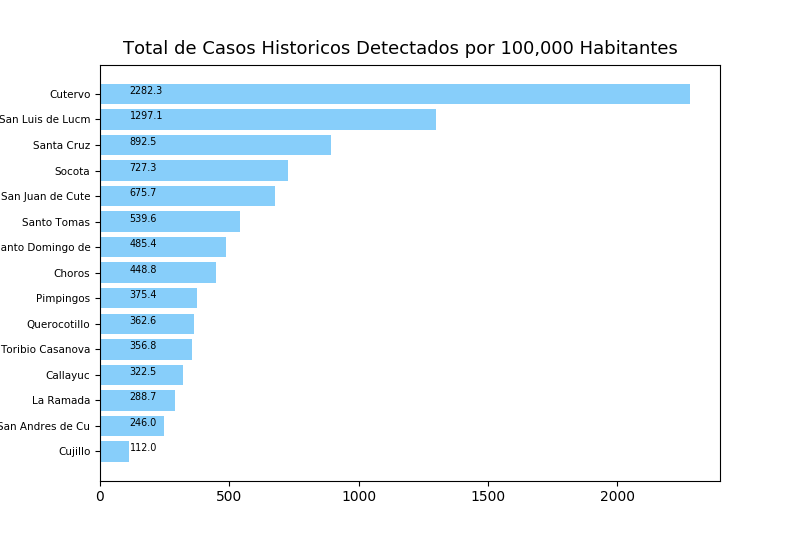 Total de Casos Historicos Detectados por 100,000 Habitantes
Cutervo 2282.3
San Luis de Lucm 1297.1
Santa Cruz 892.5
Socota 727.3
San Juan de Cute 675.7
Santo Tomas 539.6
anto Domingo de 485.4
Choros 448.8
Pimpingos 375.4
Querocotillo 362.6
Toribio Casanova 356.8
Callayuc 322.5
La Ramada 288.7
San Andres de Cu 246.0
Cujillo 112.0
0 500 1000 1500 2000